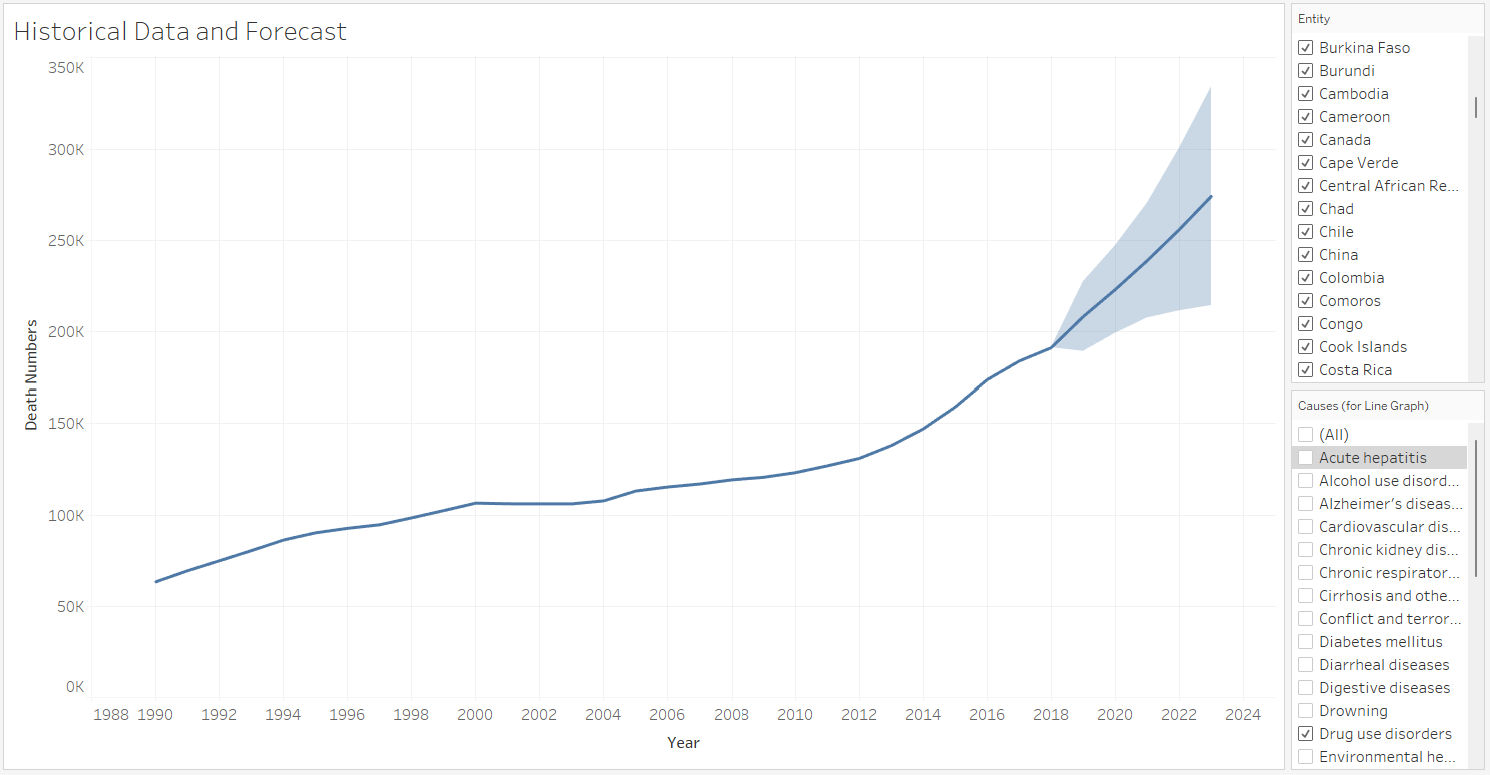 Historical Data and Forecast
350K
300K
250K
200K
150K
100K
50K
0K
Death Numbers
1988 1990 1992 1994 1996 1998 2000 2002 2004 2006 2008 2010 2012 2014 2016 2018 2020 2022 2024
Year
Entity
Burkina Faso
Burundi
Cambodia
Cameroon
Canada
Cape Verde
Central African Re...
Chad
Chile
China
Colombia
Comoros
Congo
Cook Islands
Costa Rica
Causes (for Line Graph)
(All)
Acute hepatitis
Alcohol use disord...
Alzheimer's diseas...
Cardiovascular dis...
Chronic kidney dis...
Chronic respirator...
Cirrhosis and othe...
Conflict and terror...
Diabetes mellitus
Diarrheal diseases
Digestive diseases
Drowning
Drug use disorders
Environmental he...